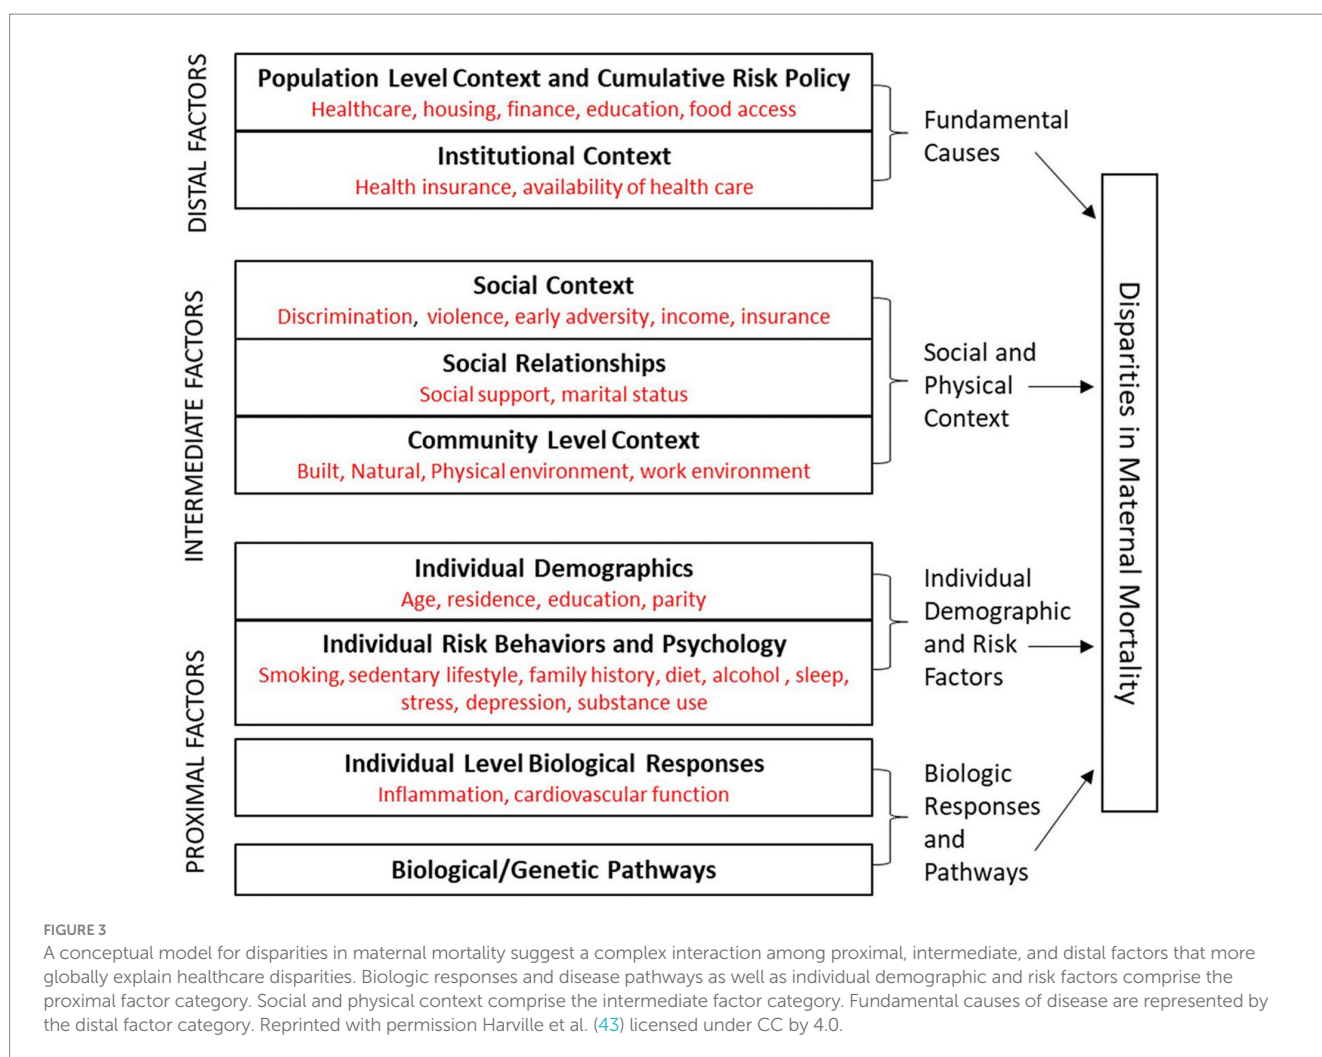 DISTAL FACTORS
Population Level Context and Cumulative Risk Policy
Healthcare, housing, finance, education, food access
Institutional Context
Health insurance, availability of health care
Fundamental
Causes
INTERMEDIATE FACTORS
Social Context
Discrimination, violence, early adversity, income, insurance
Social Relationships
Social support, marital status
Community Level Context
Built, Natural, Physical environment, work environment
Social and
Physical
Context
PROXIMAL FACTORS
Individual Demographics
Age, residence, education, parity
Individual Risk Behaviors and Psychology
Smoking, sedentary lifestyle, family history, diet, alcohol , sleep,
stress, depression, substance use
Individual
Demographic
and Risk
Factors
Individual Level Biological Responses
Inflammation, cardiovascular function
Biological/Genetic Pathways
Biologic
Responses
and
Pathways
Disparities in Maternal Mortality
FIGURE 3
A conceptual model for disparities in maternal mortality suggest a complex interaction among proximal, intermediate, and distal factors that more
globally explain healthcare disparities. Biologic responses and disease pathways as well as individual demographic and risk factors comprise the
proximal factor category. Social and physical context comprise the intermediate factor category. Fundamental causes of disease are represented by
the distal factor category. Reprinted with permission Harville et al. (43) licensed under CC by 4.0.